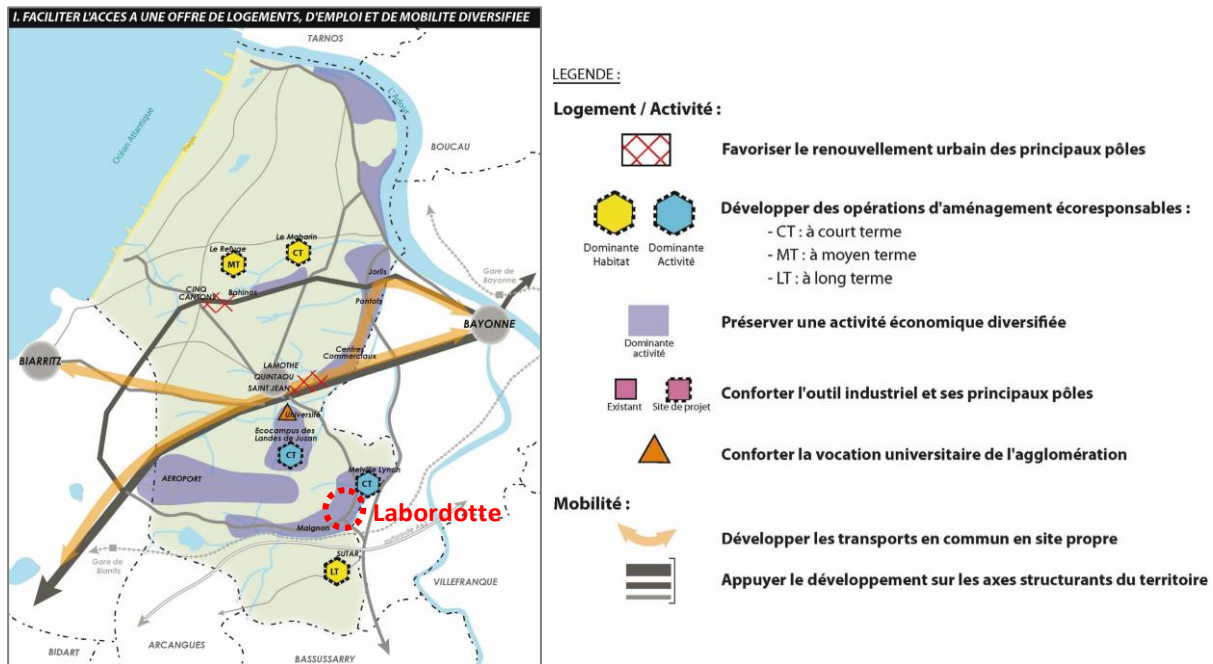 I. FACILITER L'ACCES A UNE OFFRE DE LOGEMENTS, D'EMPLOI ET DE MOBILITE DIVERSIFIEE
TARNOS
L'Adour
Océan Atlantique
BOUCAU
Le Maharin
CT
Le Refuge
MT
Jorlis
Gare de
Bayonne
CINQ
CANTONS
Bahinos
Pontots
BAYONNE
Centres
Commerciaux
BIARRITZ
LAMOTHE
QUINTAOU
SAINT JEAN
Université
Ecocampus des
Landes de Juzan
CT
Melville Lynch
CT
AEROPORT
Labordotte
Maignon
autoroute A63
SUTAR
LT
Gare de
Biarrits
VILLEFRANQUE
BIDART
ARCANGUES
BASSUSSARRY
LEGENDE :
Logement / Activité :
Favoriser le renouvellement urbain des principaux pôles
Développer des opérations d'aménagement écoresponsables :
- CT : à court terme
- MT : à moyen terme
- LT : à long terme
Dominante
Habitat
Dominante
Activité
Préserver une activité économique diversifiée
Dominante
activité
Conforter l'outil industriel et ses principaux pôles
Existant
Site de projet
Conforter la vocation universitaire de l'agglomération
Mobilité :
Développer les transports en commun en site propre
Appuyer le développement sur les axes structurants du territoire